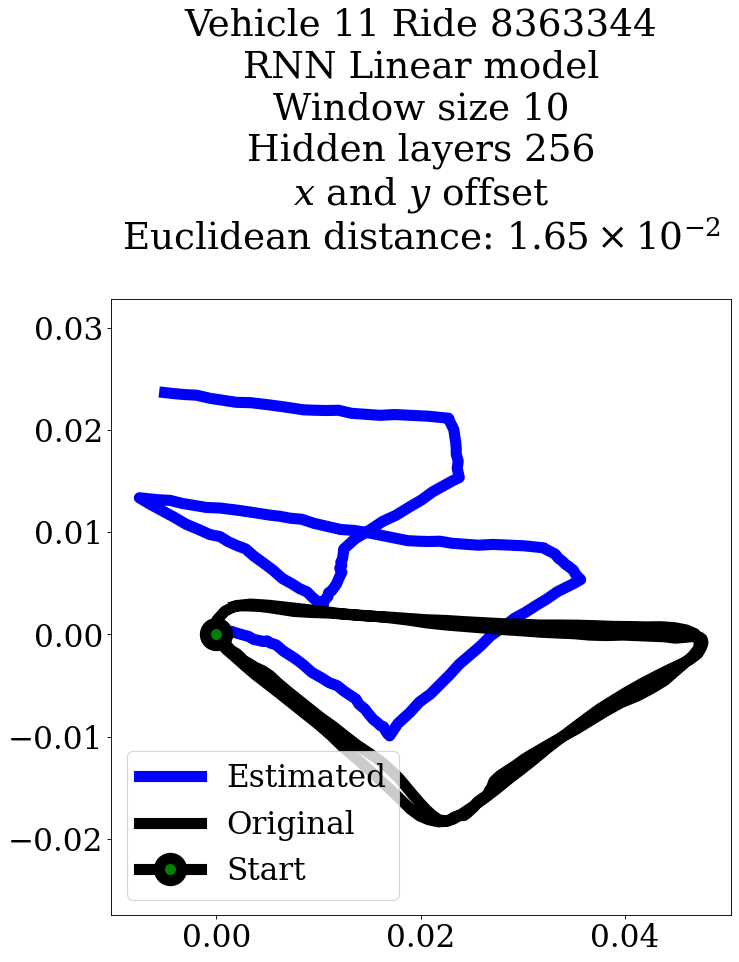 Vehicle 11 Ride 8363344
RNN Linear model
Window size 10
Hidden layers 256
x and y offset
Euclidean distance: 1.65 × 10⁻²
0.03
0.02
0.01
0.00
−0.01
−0.02
Estimated
Original
Start
0.00 0.02 0.04